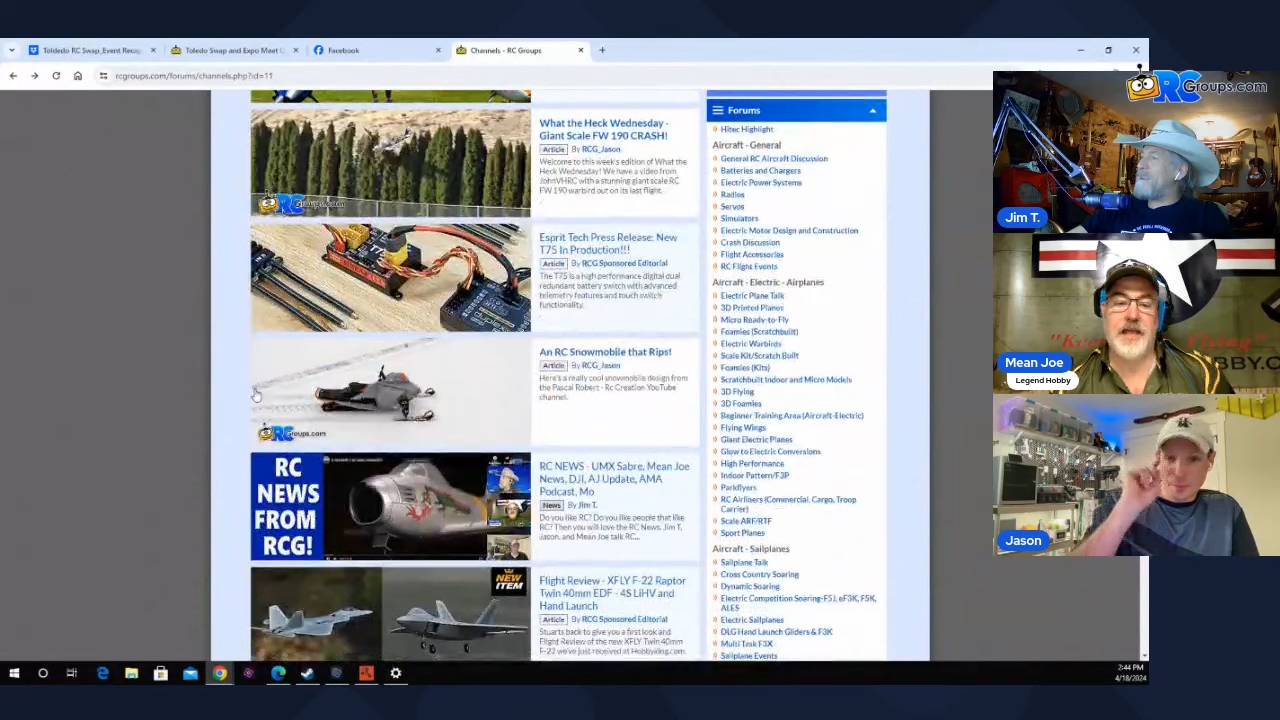 Toldedo RC Swap_Event Recap
Toledo Swap and Expo Meet
Facebook
Channels - RC Groups
rcgroups.com/forums/channels.php?id=11
RCGroups.com
What the Heck Wednesday -
Giant Scale FW 190 CRASH!
Article By RCG_Jason
Welcome to this week's edition of What the
Heck Wednesday! We have a video from
JohnVHRC with a stunning giant scale RC
FW 190 warbird on its last flight.
RCGroups.com
Esprit Tech Press Release: New
T75 In Production!!!
Article By RCG Sponsored Editorial
The T75 is a high performance digital dual
redundant battery switch with advanced
telemetry features and touch switch
functionality.
An RC Snowmobile that Rips!
Article By RCG_Jason
Here's a really cool snowmobile design from
the Pascal Robert - Rc Creation YouTube
channel.
RCGroups.com
RC
NEWS
FROM
RCG!
RC NEWS - UMX Sabre, Mean Joe
News, DJI, AJ Update, AMA
Podcast, Mo
News By Jim T.
Do you like RC? Do you like people that like
RC? Then you will love the RC News. Jim T,
Jason, and Mean Joe talk RC...
NEW
ITEM
Flight Review - XFLY F-22 Raptor
Twin 40mm EDF - 4S LiHV and
Hand Launch
Article By RCG Sponsored Editorial
Stuarts back to give you a first look and
Flight Review of the new XFLY Twin 40mm
F-22 we've just received at Hobbyking.com.
Forums
Hitec Highlight
Aircraft - General
General RC Aircraft Discussion
Batteries and Chargers
Electric Power Systems
Radios
Servos
Simulators
Electric Motor Design and Construction
Crash Discussion
Flight Accessories
RC Flight Events
Aircraft - Electric - Airplanes
Electric Plane Talk
3D Printed Planes
Micro Ready-to-Fly
Foamies (Scratchbuilt)
Electric Warbirds
Scale Kit/Scratch Built
Foamies (Kits)
Scratchbuilt Indoor and Micro Models
3D Flying
3D Foamies
Beginner Training Area (Aircraft-Electric)
Flying Wings
Giant Electric Planes
Glow to Electric Conversions
High Performance
Indoor Pattern/F3P
Parkflyers
RC Airliners (Commercial, Cargo, Troop
Carrier)
Scale ARF/RTF
Sport Planes
Aircraft - Sailplanes
Sailplane Talk
Cross Country Soaring
Dynamic Soaring
Electric Competition Soaring-F5J, eF3K, F5K,
ALES
Electric Sailplanes
DLG Hand Launch Gliders & F3K
Multi Task F3X
Sailplane Events
Jim T.
Mean Joe
Legend Hobby
Jason
2:44 PM
4/18/2024